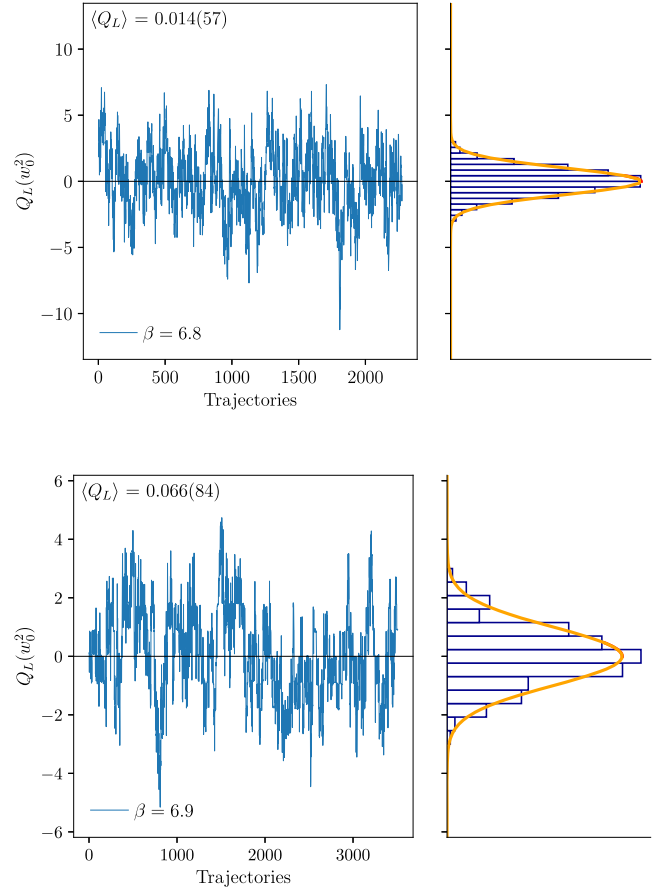 ⟨Q_L⟩ = 0.014(57)
10
5
0
−5
−10
Q_L(w_0^2)
β = 6.8
0 500 1000 1500 2000
Trajectories
⟨Q_L⟩ = 0.066(84)
6
4
2
0
−2
−4
−6
Q_L(w_0^2)
β = 6.9
0 1000 2000 3000
Trajectories